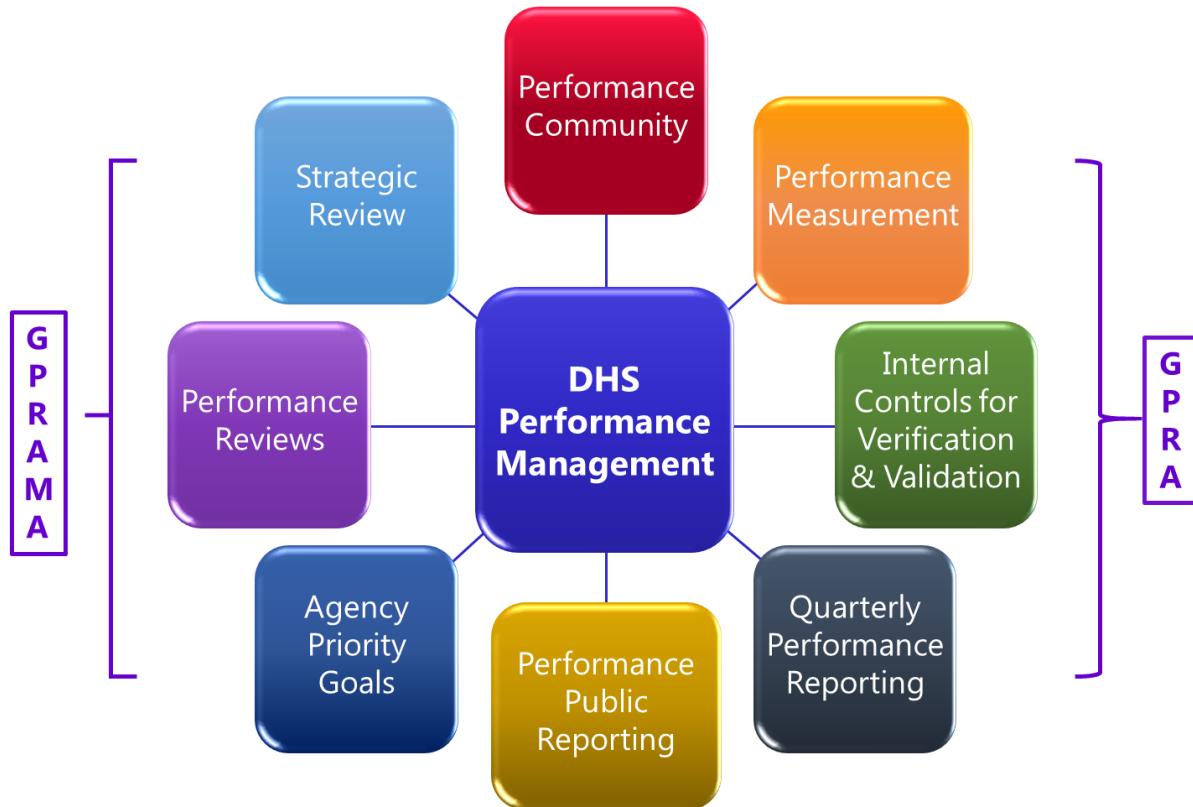 Performance
Community
Strategic
Review
Performance
Measurement
G
P
R
A
M
A
Performance
Reviews
DHS
Performance
Management
Internal
Controls for
Verification
& Validation
G
P
R
A
Agency
Priority
Goals
Performance
Public
Reporting
Quarterly
Performance
Reporting